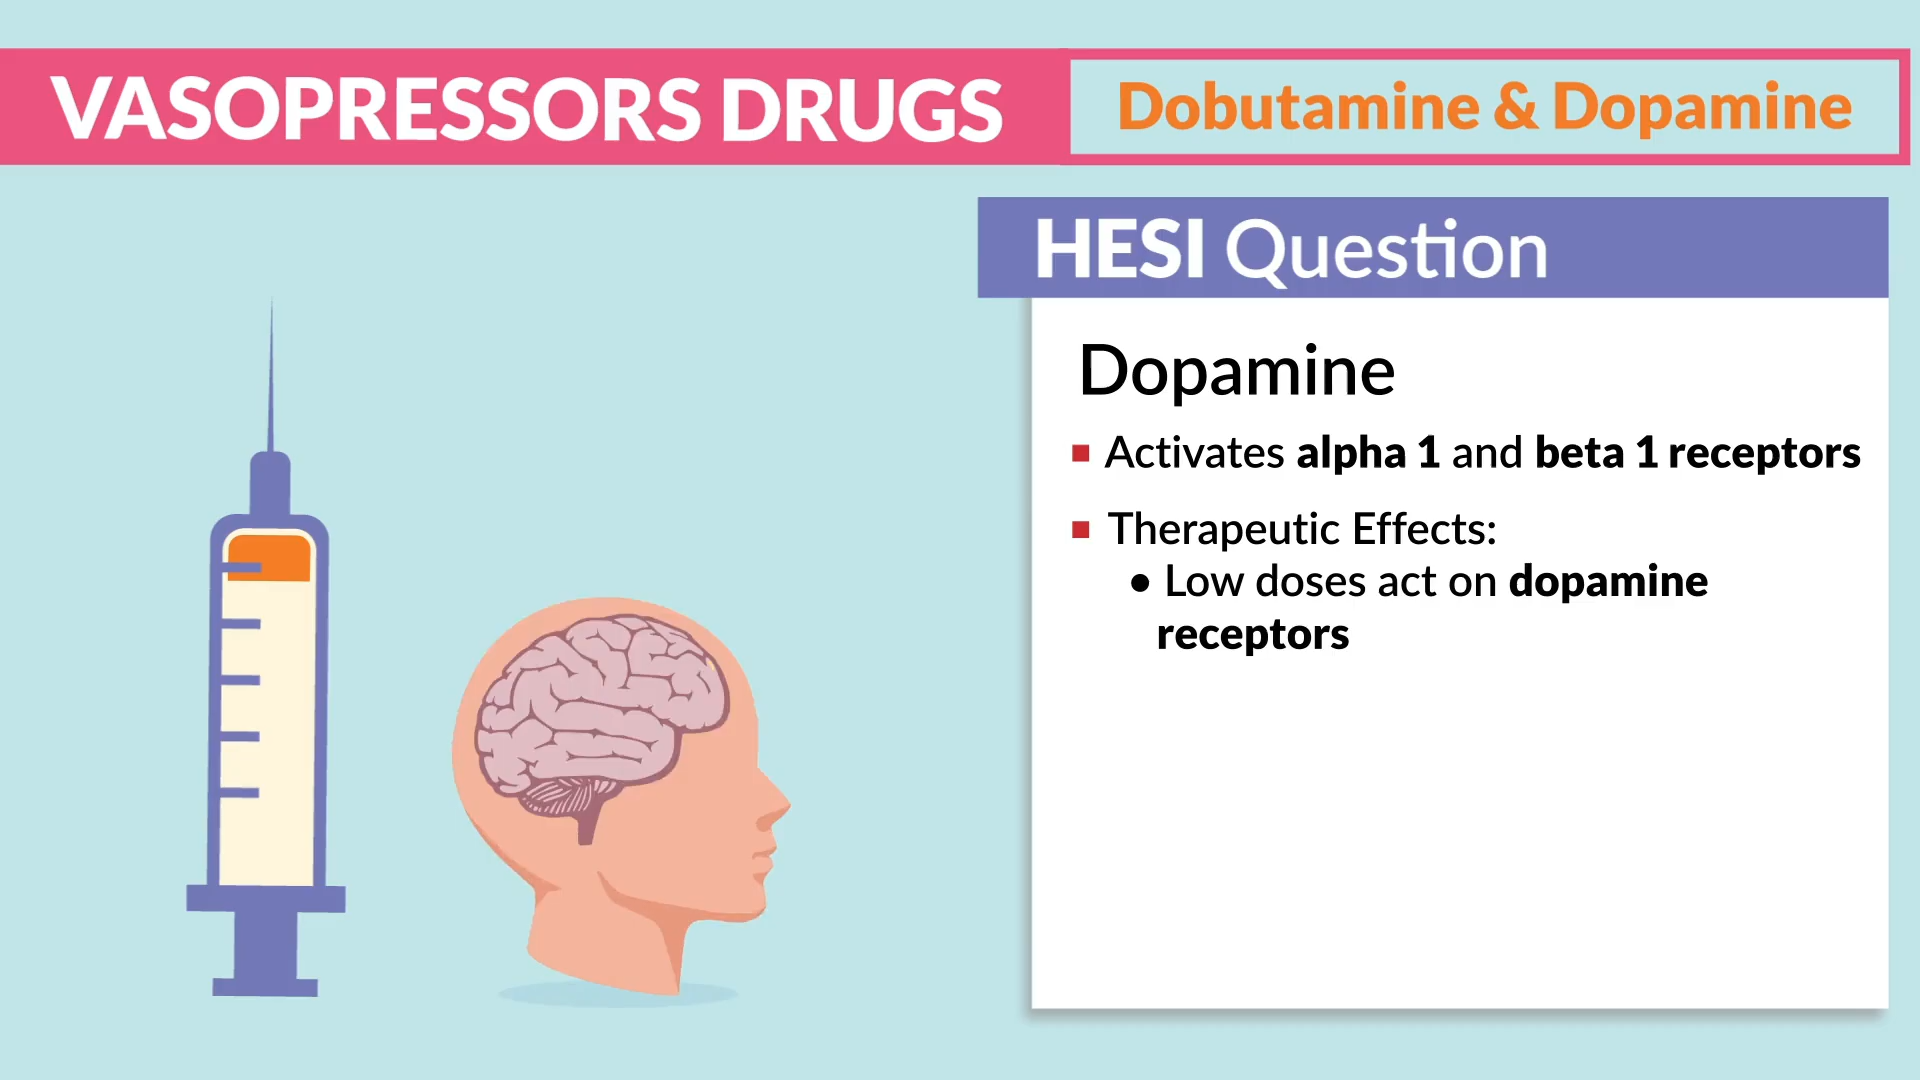 VASOPRESSORS DRUGS
Dobutamine & Dopamine
HESI Question
Dopamine
■ Activates alpha 1 and beta 1 receptors
■ Therapeutic Effects:
• Low doses act on dopamine
receptors